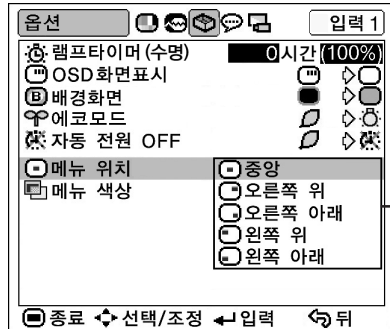 옵션 입력 1
램프타이머(수명) 0시간(100%)
OSD화면표시
B배경화면
에코모드
자동 전원 OFF
메뉴 위치 중앙
메뉴 색상 오른쪽 위
오른쪽 아래
왼쪽 위
왼쪽 아래
종료 선택/조정 입력 뒤